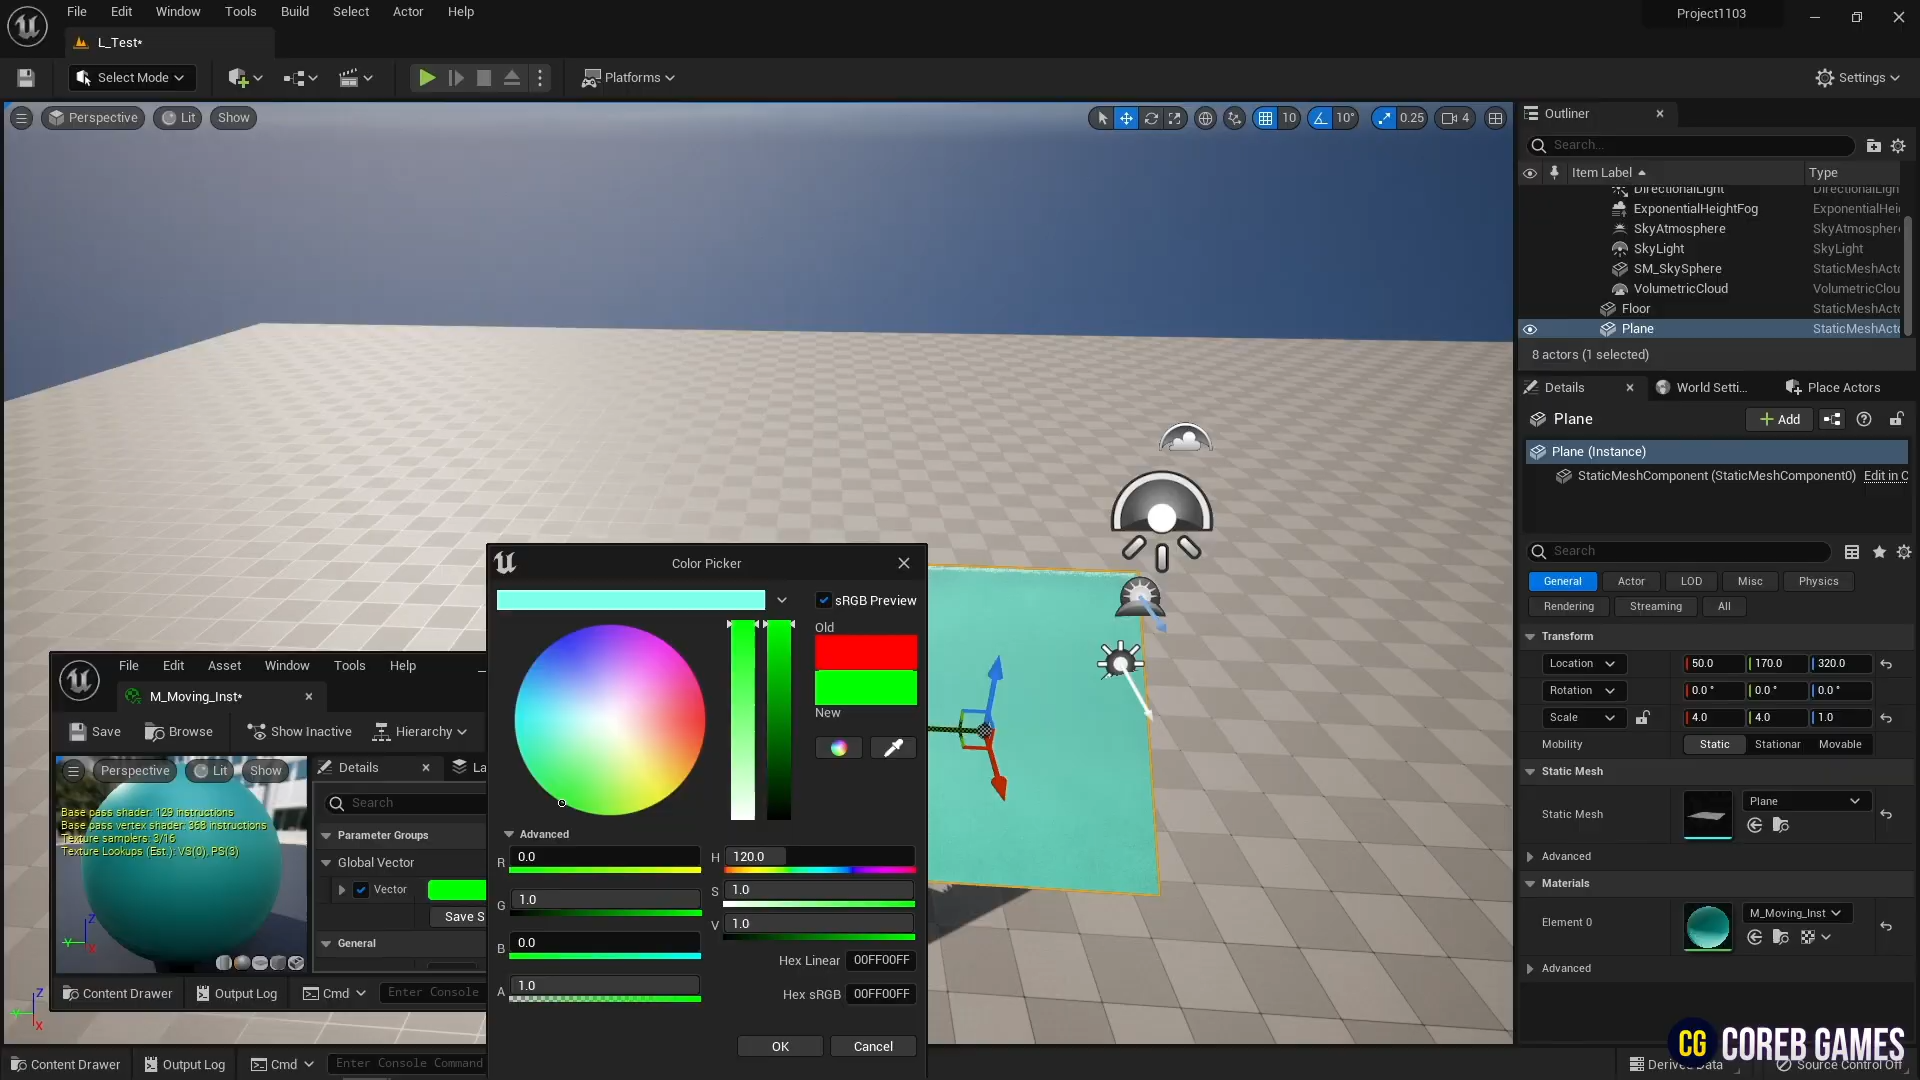 File Edit Window Tools Build Select Actor Help
Project1103
L_Test*
Select Mode
Platforms
Settings
Perspective Lit Show
10 10° 0.25 4
Outliner
Search...
Item Label Type
DirectionalLight DirectionalLigh
ExponentialHeightFog ExponentialHei
SkyAtmosphere SkyAtmosphere
SkyLight SkyLight
SM_SkySphere StaticMeshActo
VolumetricCloud VolumetricClou
Floor StaticMeshActo
Plane StaticMeshActo
8 actors (1 selected)
Details World Setti... Place Actors
Plane
Add
Plane (Instance)
StaticMeshComponent (StaticMeshComponent0) Edit in C
Search
General Actor LOD Misc Physics
Rendering Streaming All
Transform
Location 50.0 170.0 320.0
Rotation 0.0 ° 0.0 ° 0.0 °
Scale 4.0 4.0 1.0
Mobility Static Stationar Movable
Static Mesh
Static Mesh Plane
Advanced
Materials
Element 0 M_Moving_Inst
Advanced
Color Picker
sRGB Preview
Old
New
Advanced
R 0.0
G 1.0
B 0.0
A 1.0
H 120.0
S 1.0
V 1.0
Hex Linear 00FF00FF
Hex sRGB 00FF00FF
OK Cancel
File Edit Asset Window Tools Help
M_Moving_Inst*
Save Browse Show Inactive Hierarchy
Perspective Lit Show
Base pass shader: 129 instructions
Base pass vertex shader: 368 instructions
Texture samplers: 3/16
Texture Lookups (Est.): VS(0), PS(3)
Z
Y
X
Details La
Search
Parameter Groups
Global Vector
Vector
Save S
General
Content Drawer Output Log Cmd Enter Console
Z
Y
X
Content Drawer Output Log Cmd Enter Console Command
Derived Data Source Control Off
CG COREB GAMES